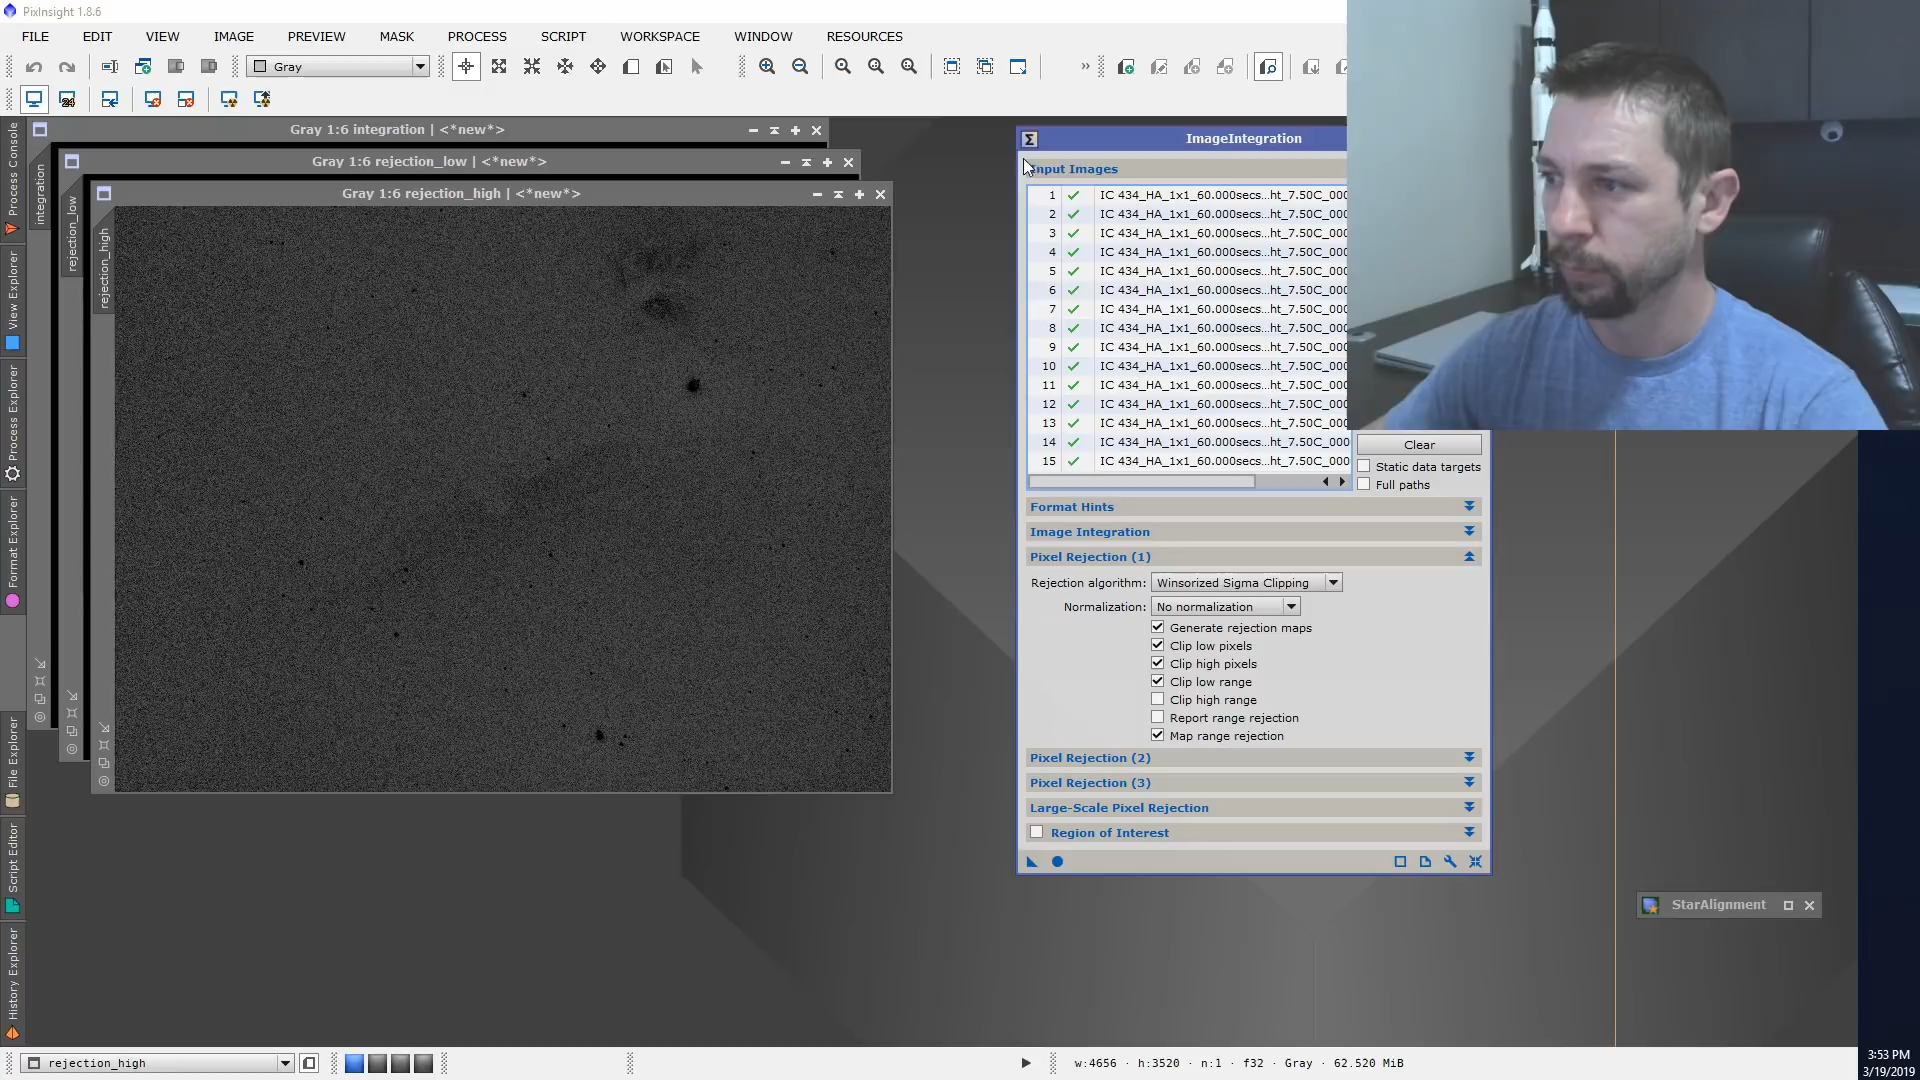 PixInsight 1.8.6
FILE EDIT VIEW IMAGE PREVIEW MASK PROCESS SCRIPT WORKSPACE WINDOW RESOURCES
Gray
24
Gray 1:6 integration | <*new*>
Gray 1:6 rejection_low | <*new*>
Gray 1:6 rejection_high | <*new*>
integration
rejection_low
rejection_high
Process Console
View Explorer
Process Explorer
Format Explorer
File Explorer
Script Editor
History Explorer
Σ ImageIntegration
Input Images
1 IC 434_HA_1x1_60.000secs...ht_7.50C_000
2 IC 434_HA_1x1_60.000secs...ht_7.50C_000
3 IC 434_HA_1x1_60.000secs...ht_7.50C_000
4 IC 434_HA_1x1_60.000secs...ht_7.50C_000
5 IC 434_HA_1x1_60.000secs...ht_7.50C_000
6 IC 434_HA_1x1_60.000secs...ht_7.50C_000
7 IC 434_HA_1x1_60.000secs...ht_7.50C_000
8 IC 434_HA_1x1_60.000secs...ht_7.50C_000
9 IC 434_HA_1x1_60.000secs...ht_7.50C_000
10 IC 434_HA_1x1_60.000secs...ht_7.50C_000
11 IC 434_HA_1x1_60.000secs...ht_7.50C_000
12 IC 434_HA_1x1_60.000secs...ht_7.50C_000
13 IC 434_HA_1x1_60.000secs...ht_7.50C_000
14 IC 434_HA_1x1_60.000secs...ht_7.50C_000
15 IC 434_HA_1x1_60.000secs...ht_7.50C_000
Clear
Static data targets
Full paths
Format Hints
Image Integration
Pixel Rejection (1)
Rejection algorithm: Winsorized Sigma Clipping
Normalization: No normalization
Generate rejection maps
Clip low pixels
Clip high pixels
Clip low range
Clip high range
Report range rejection
Map range rejection
Pixel Rejection (2)
Pixel Rejection (3)
Large-Scale Pixel Rejection
Region of Interest
StarAlignment
rejection_high
w:4656 · h:3520 · n:1 · f32 · Gray · 62.520 MiB
3:53 PM
3/19/2019